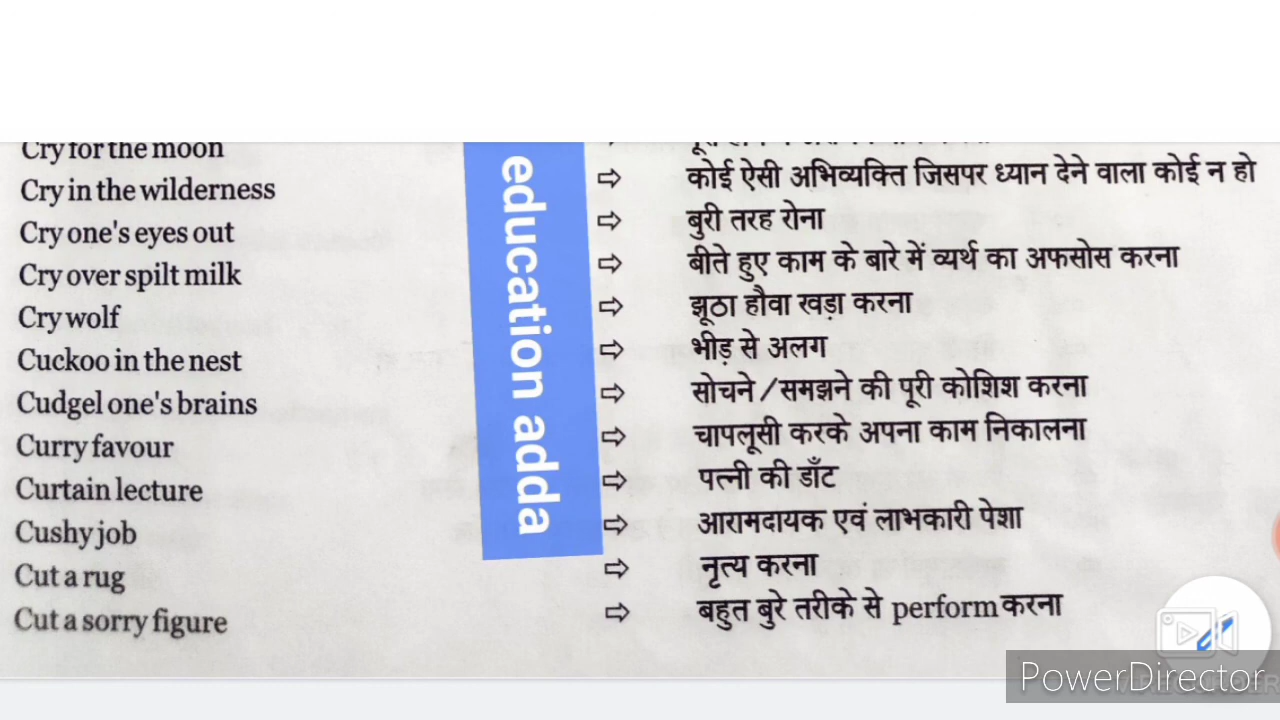 Cry for the moon
Cry in the wilderness ⇨ कोई ऐसी अभिव्यक्ति जिसपर ध्यान देने वाला कोई न हो
Cry one's eyes out ⇨ बुरी तरह रोना
Cry over spilt milk ⇨ बीते हुए काम के बारे में व्यर्थ का अफसोस करना
Cry wolf ⇨ झूठा हौवा खड़ा करना
Cuckoo in the nest ⇨ भीड़ से अलग
Cudgel one's brains ⇨ सोचने/समझने की पूरी कोशिश करना
Curry favour ⇨ चापलूसी करके अपना काम निकालना
Curtain lecture ⇨ पत्नी की डाँट
Cushy job ⇨ आरामदायक एवं लाभकारी पेशा
Cut a rug ⇨ नृत्य करना
Cut a sorry figure ⇨ बहुत बुरे तरीके से perform करना
education adda
PowerDirector